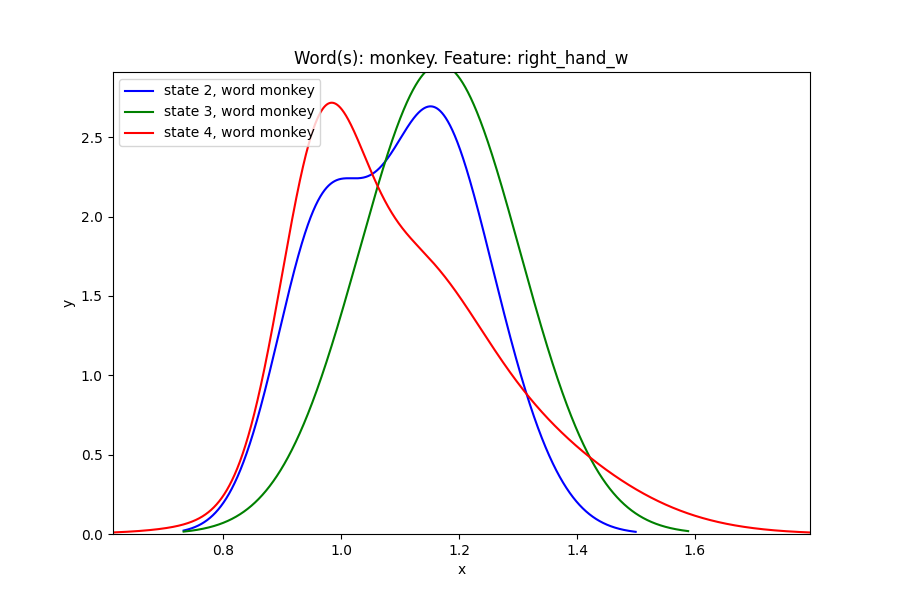 Word(s): monkey. Feature: right_hand_w
state 2, word monkey
state 3, word monkey
state 4, word monkey
2.5
2.0
1.5
1.0
0.5
0.0
y
0.8 1.0 1.2 1.4 1.6
x